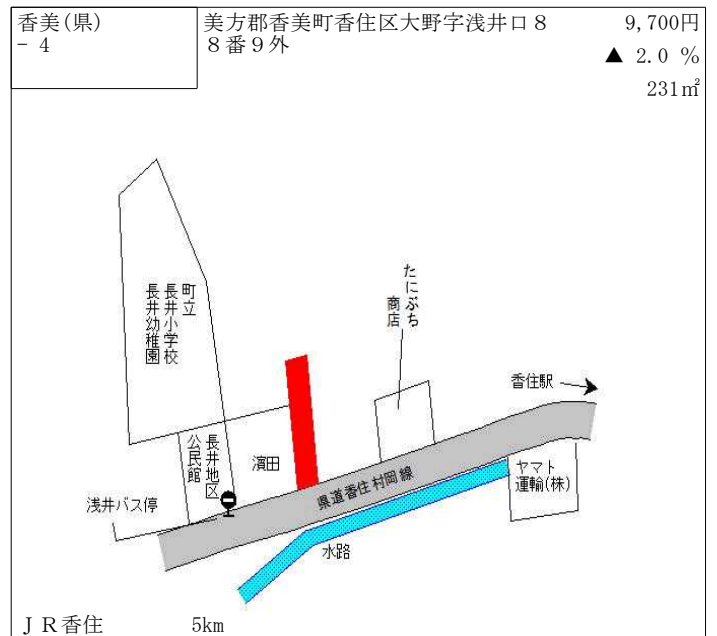 香美(県)
－４
美方郡香美町香住区大野字浅井口８
８番９外
9,700円
▲ 2.0 %
231㎡
町立
長井小学校
長井幼稚園
たにぶち
商店
香住駅
長井地区
公民館
濱田
県道香住村岡線
ヤマト
運輸(株)
浅井バス停
水路
ＪＲ香住
5km